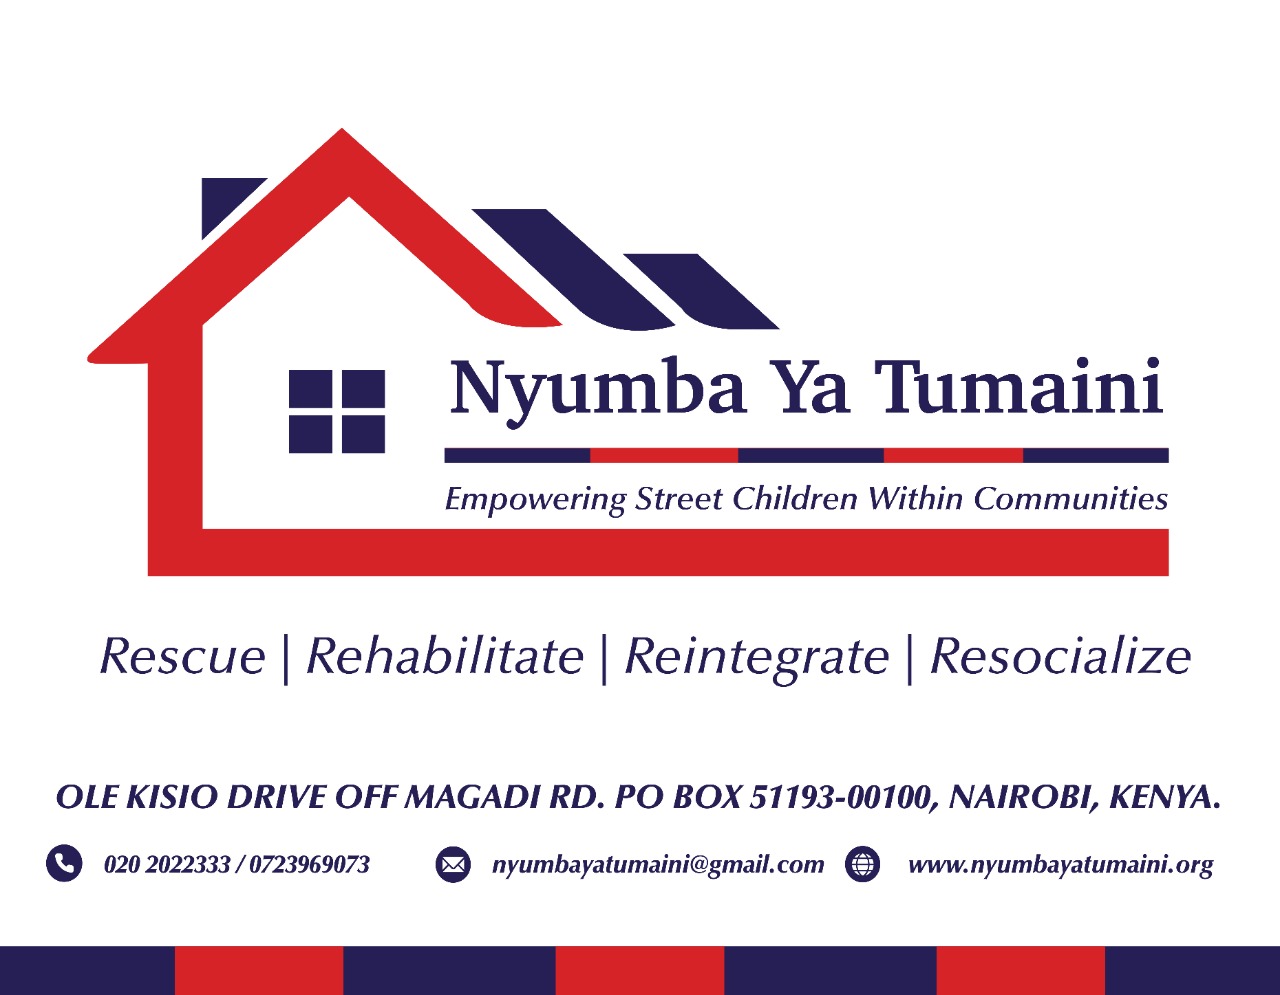 Nyumba Ya Tumaini
Empowering Street Children Within Communities
Rescue | Rehabilitate | Reintegrate | Resocialize
OLE KISIO DRIVE OFF MAGADI RD. PO BOX 51193-00100, NAIROBI, KENYA.
020 2022333 / 0723969073 nyumbayatumaini@gmail.com www.nyumbayatumaini.org